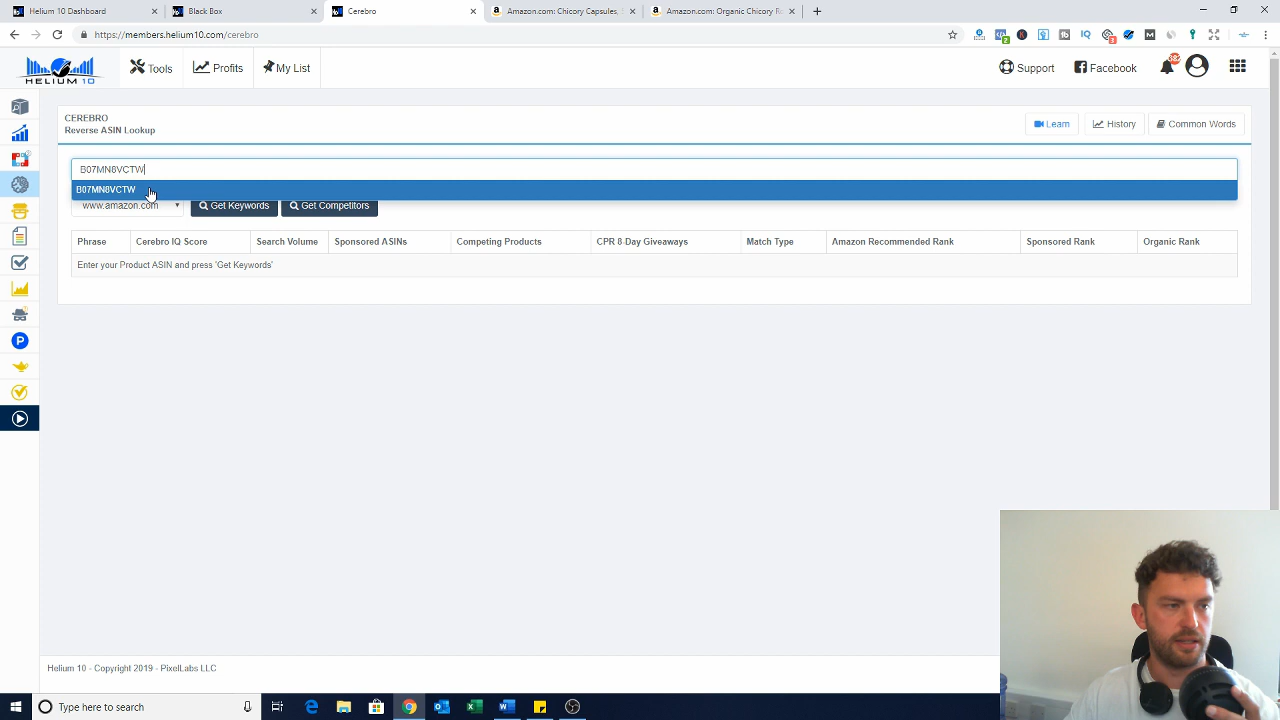 Helium 10 Dashboard
Black Box
Cerebro
Amazon.com: Chicory Capsules,
Amazon.com: Organic Chicory Ro
https://members.helium10.com/cerebro
HELIUM 10
Tools
Profits
My List
Support
Facebook
CEREBRO
Reverse ASIN Lookup
Learn
History
Common Words
B07MN8VCTW
B07MN8VCTW
www.amazon.com
Get Keywords
Get Competitors
Phrase
Cerebro IQ Score
Search Volume
Sponsored ASINs
Competing Products
CPR 8-Day Giveaways
Match Type
Amazon Recommended Rank
Sponsored Rank
Organic Rank
Enter your Product ASIN and press 'Get Keywords'
Helium 10 - Copyright 2019 - PixelLabs LLC
Type here to search